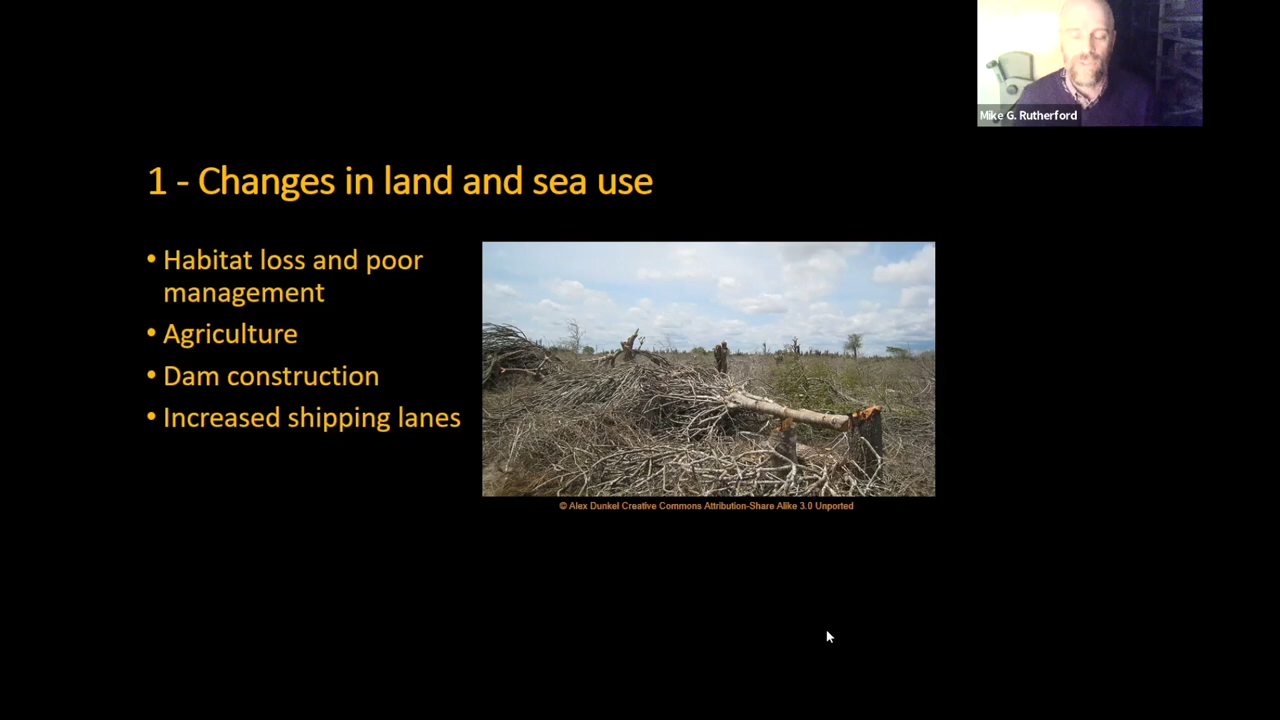 Mike G. Rutherford
1 - Changes in land and sea use
• Habitat loss and poor
management
• Agriculture
• Dam construction
• Increased shipping lanes
© Alex Dunkel Creative Commons Attribution-Share Alike 3.0 Unported